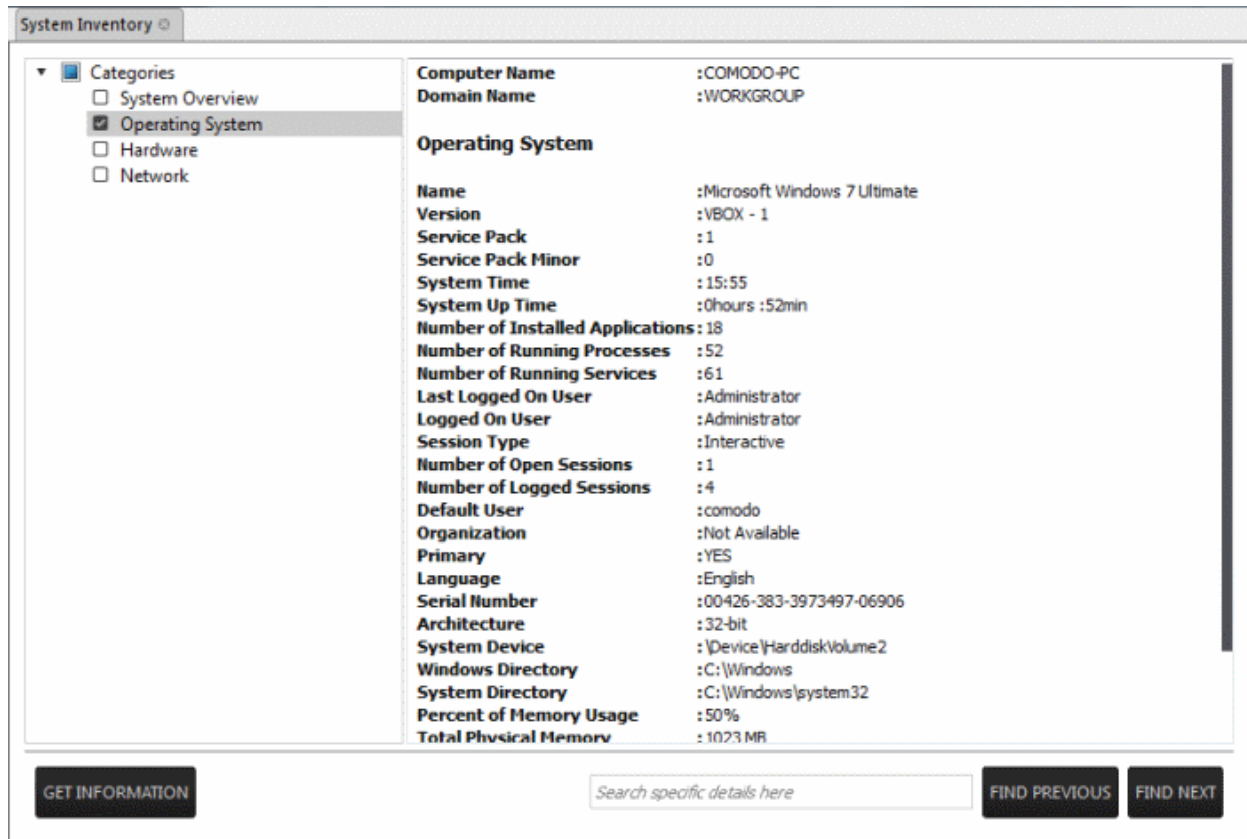 System Inventory
Categories
System Overview
Operating System
Hardware
Network
Computer Name :COMODO-PC
Domain Name :WORKGROUP
Operating System
Name :Microsoft Windows 7 Ultimate
Version :VBOX - 1
Service Pack :1
Service Pack Minor :0
System Time :15:55
System Up Time :0hours :52min
Number of Installed Applications :18
Number of Running Processes :52
Number of Running Services :61
Last Logged On User :Administrator
Logged On User :Administrator
Session Type :Interactive
Number of Open Sessions :1
Number of Logged Sessions :4
Default User :comodo
Organization :Not Available
Primary :YES
Language :English
Serial Number :00426-383-3973497-06906
Architecture :32-bit
System Device :\Device\HarddiskVolume2
Windows Directory :C:\Windows
System Directory :C:\Windows\system32
Percent of Memory Usage :50%
Total Physical Memory :1023 MB
GET INFORMATION
Search specific details here
FIND PREVIOUS
FIND NEXT